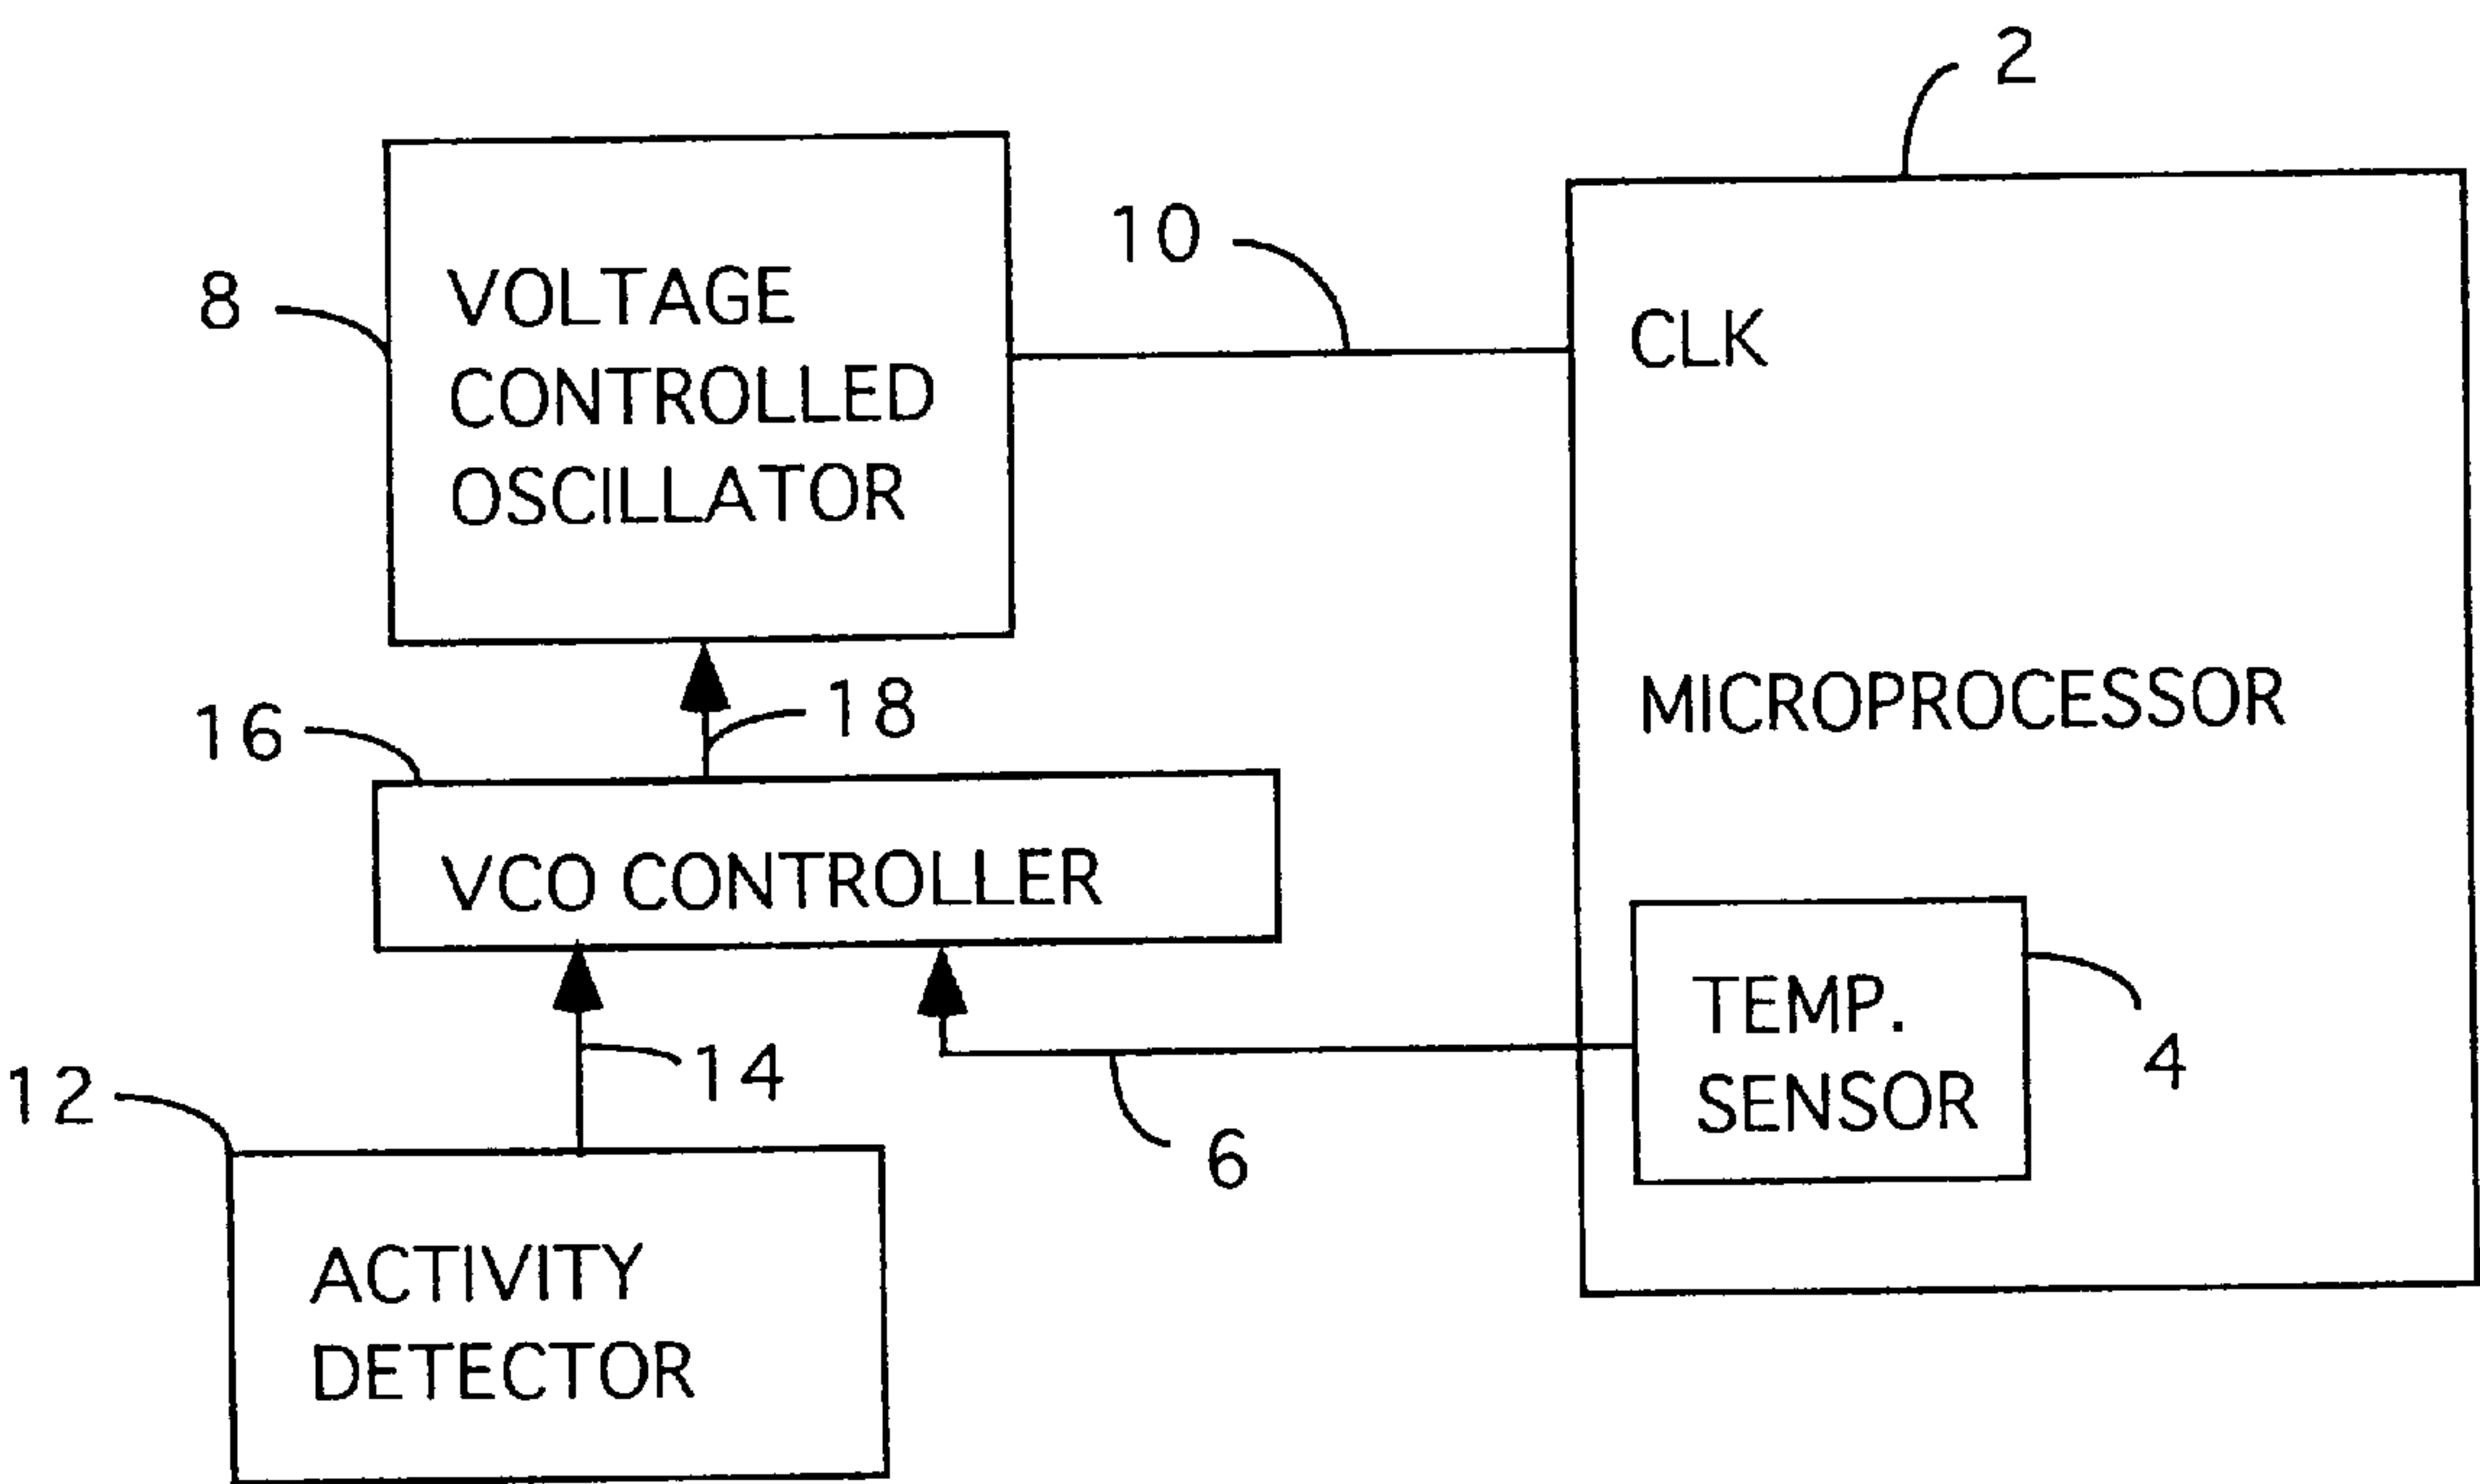 2
10
8
VOLTAGE
CONTROLLED
OSCILLATOR
CLK
MICROPROCESSOR
18
16
VCO CONTROLLER
TEMP.
SENSOR
4
14
12
6
ACTIVITY
DETECTOR